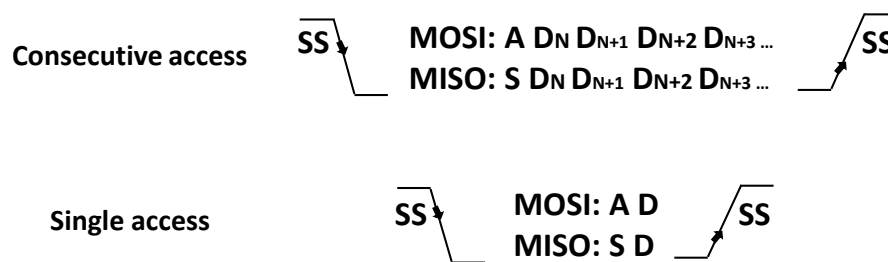 Consecutive access SS MOSI: A DN DN+1 DN+2 DN+3 ... SS
MISO: S DN DN+1 DN+2 DN+3 ...
Single access SS MOSI: A D SS
MISO: S D